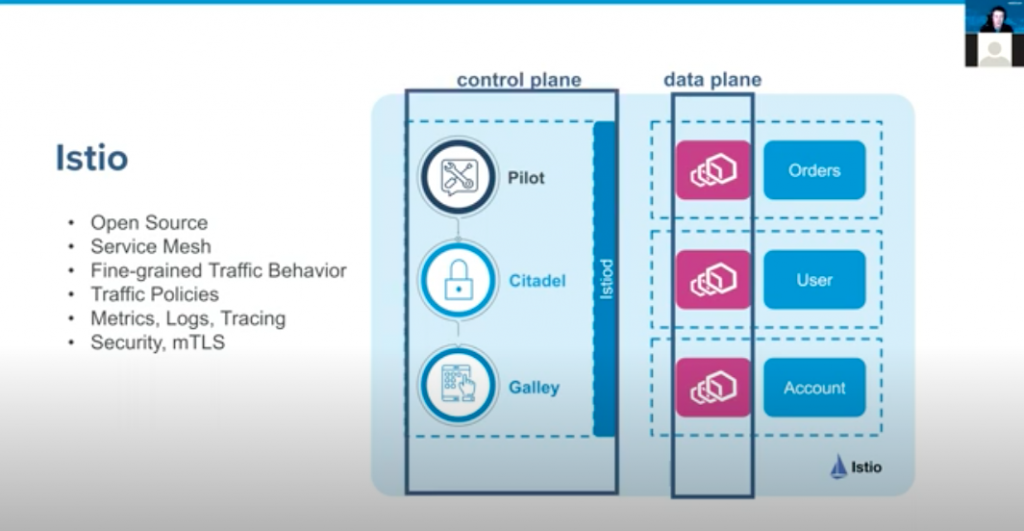 control plane
data plane
Istio
Pilot
Orders
• Open Source
• Service Mesh
• Fine-grained Traffic Behavior
• Traffic Policies
• Metrics, Logs, Tracing
• Security, mTLS
Citadel
Istiod
User
Galley
Account
Istio